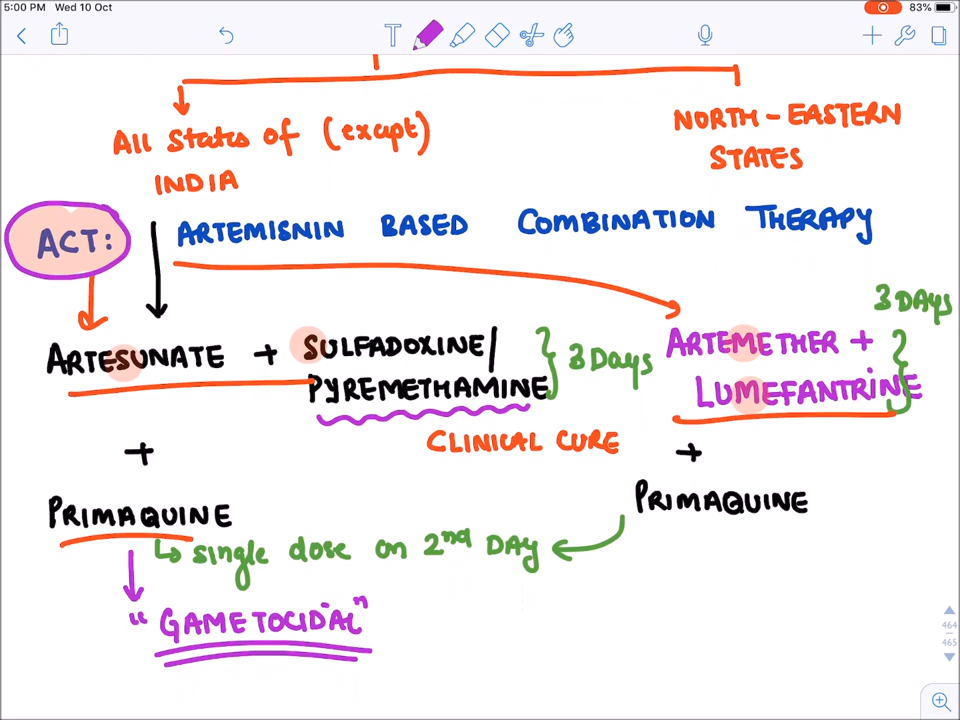 5:00 PM Wed 10 Oct
83%
T
All States of (except)
INDIA
NORTH-EASTERN
STATES
ACT:
ARTEMISNIN BASED COMBINATION THERAPY
ARTESUNATE + SULFADOXINE/
PYREMETHAMINE
3 Days
ARTEMETHER +
LUMEFANTRINE
3 DAYS
CLINICAL CURE
+
PRIMAQUINE
+
PRIMAQUINE
single dose on 2nd DAY
"GAMETOCIDAL"
464
465